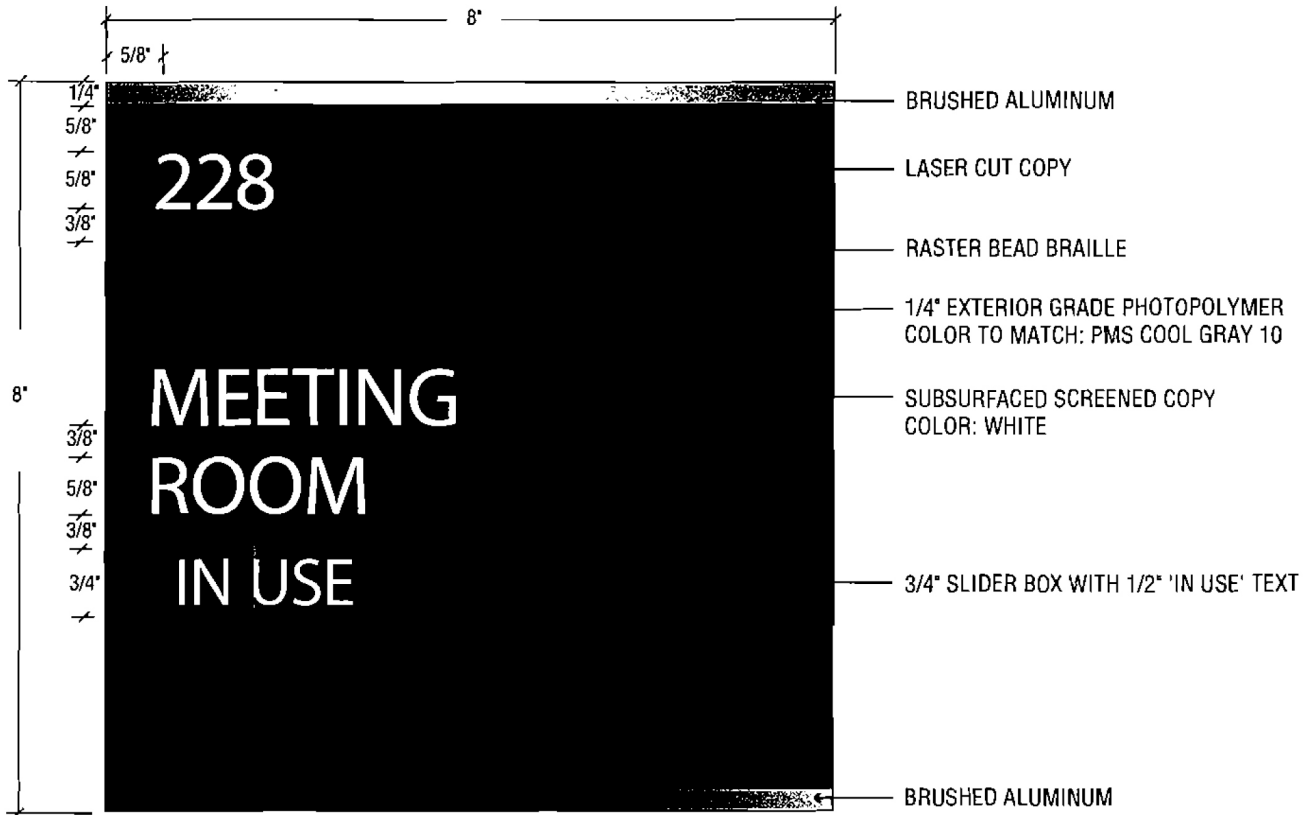 8"
5/8"
1/4"
BRUSHED ALUMINUM
5/8"
228
LASER CUT COPY
5/8"
3/8"
RASTER BEAD BRAILLE
1/4" EXTERIOR GRADE PHOTOPOLYMER
COLOR TO MATCH: PMS COOL GRAY 10
8"
MEETING
SUBSURFACED SCREENED COPY
COLOR: WHITE
3/8"
5/8"
ROOM
3/8"
3/4"
IN USE
3/4" SLIDER BOX WITH 1/2" 'IN USE' TEXT
BRUSHED ALUMINUM